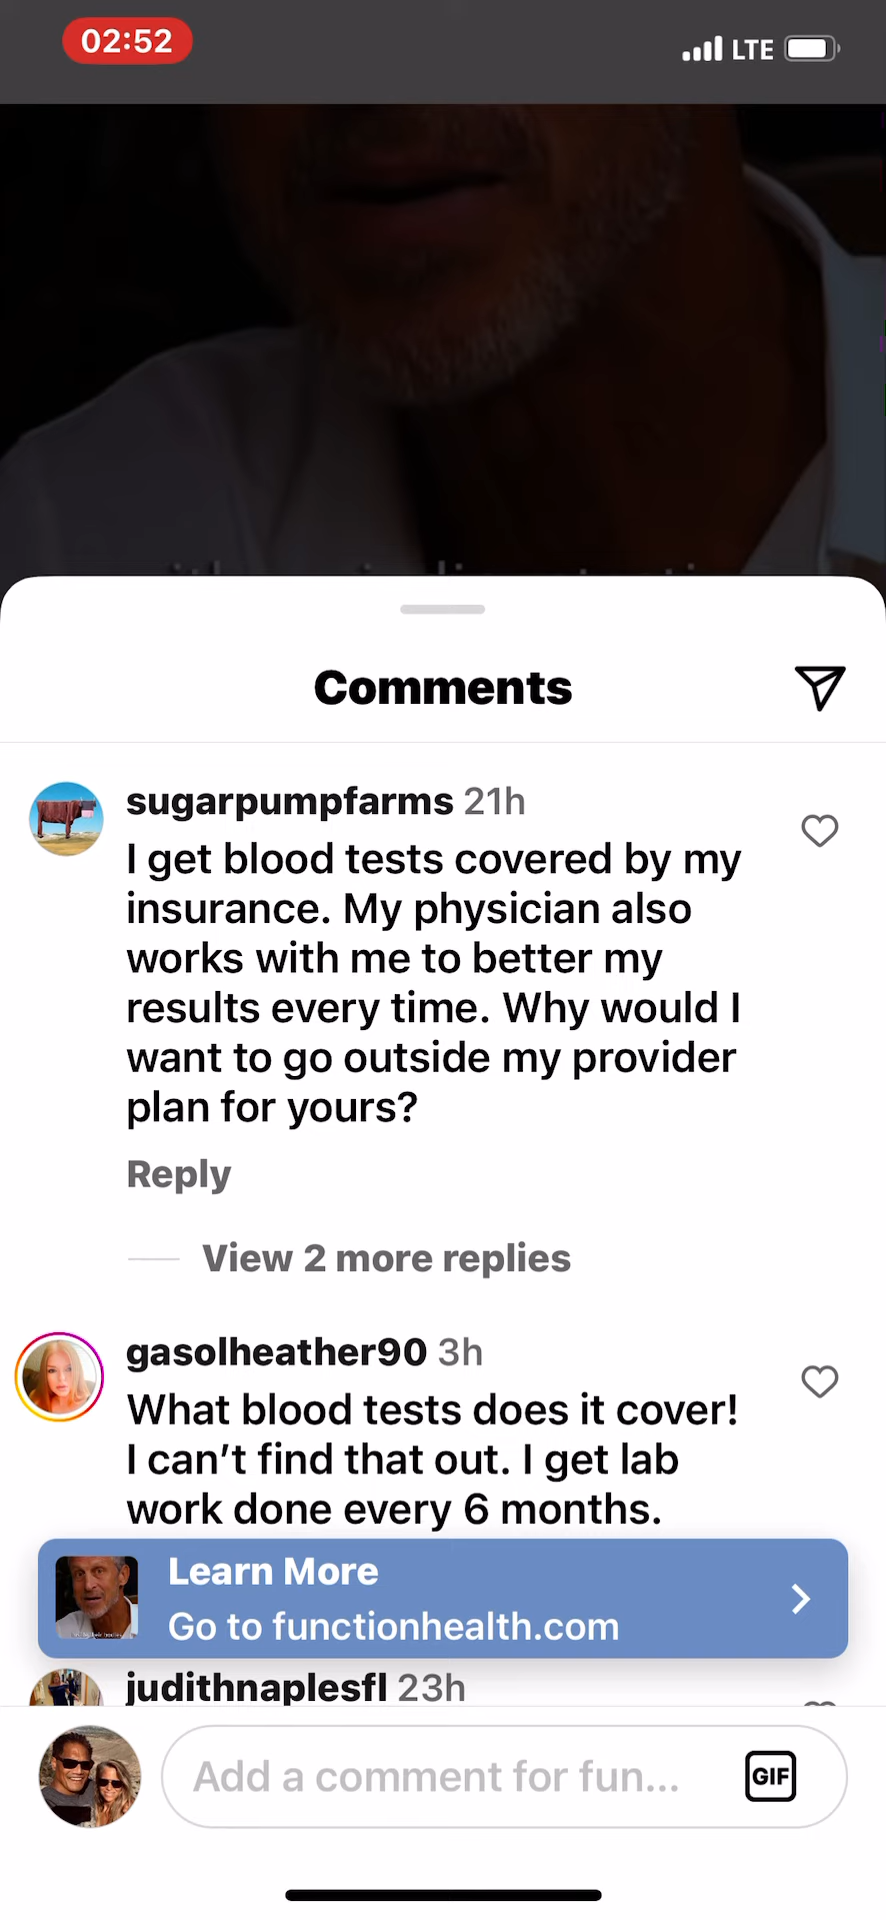 02:52
LTE
Comments
sugarpumpfarms 21h
I get blood tests covered by my
insurance. My physician also
works with me to better my
results every time. Why would I
want to go outside my provider
plan for yours?
Reply
View 2 more replies
gasolheather90 3h
What blood tests does it cover!
I can’t find that out. I get lab
work done every 6 months.
Learn More
Go to functionhealth.com
judithnaplesfl 23h
Add a comment for fun...
GIF